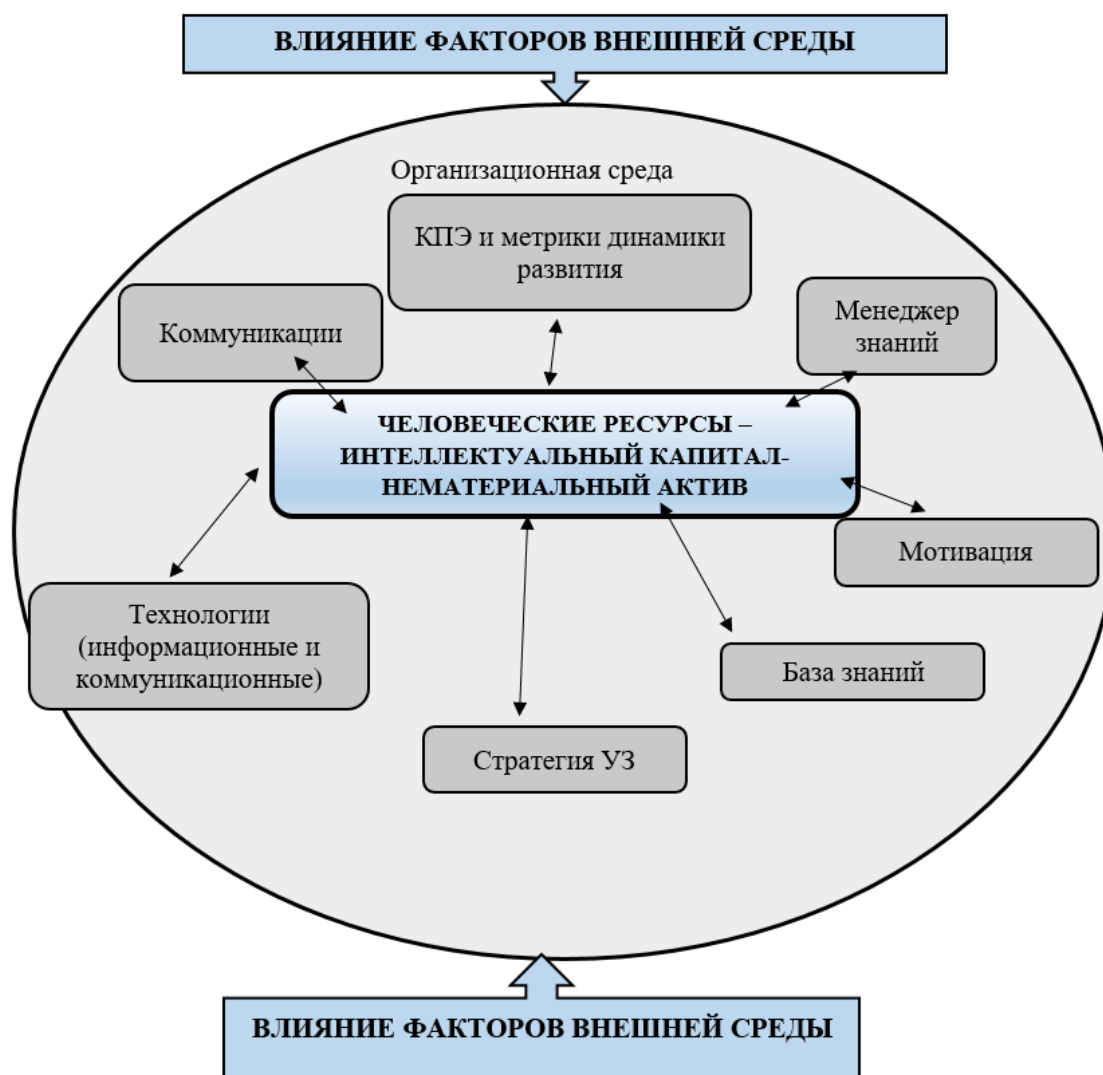 ВЛИЯНИЕ ФАКТОРОВ ВНЕШНЕЙ СРЕДЫ
Организационная среда
КПЭ и метрики динамики
развития
Коммуникации
Менеджер
знаний
ЧЕЛОВЕЧЕСКИЕ РЕСУРСЫ –
ИНТЕЛЛЕКТУАЛЬНЫЙ КАПИТАЛ-
НЕМАТЕРИАЛЬНЫЙ АКТИВ
Мотивация
Технологии
(информационные и
коммуникационные)
База знаний
Стратегия УЗ
ВЛИЯНИЕ ФАКТОРОВ ВНЕШНЕЙ СРЕДЫ